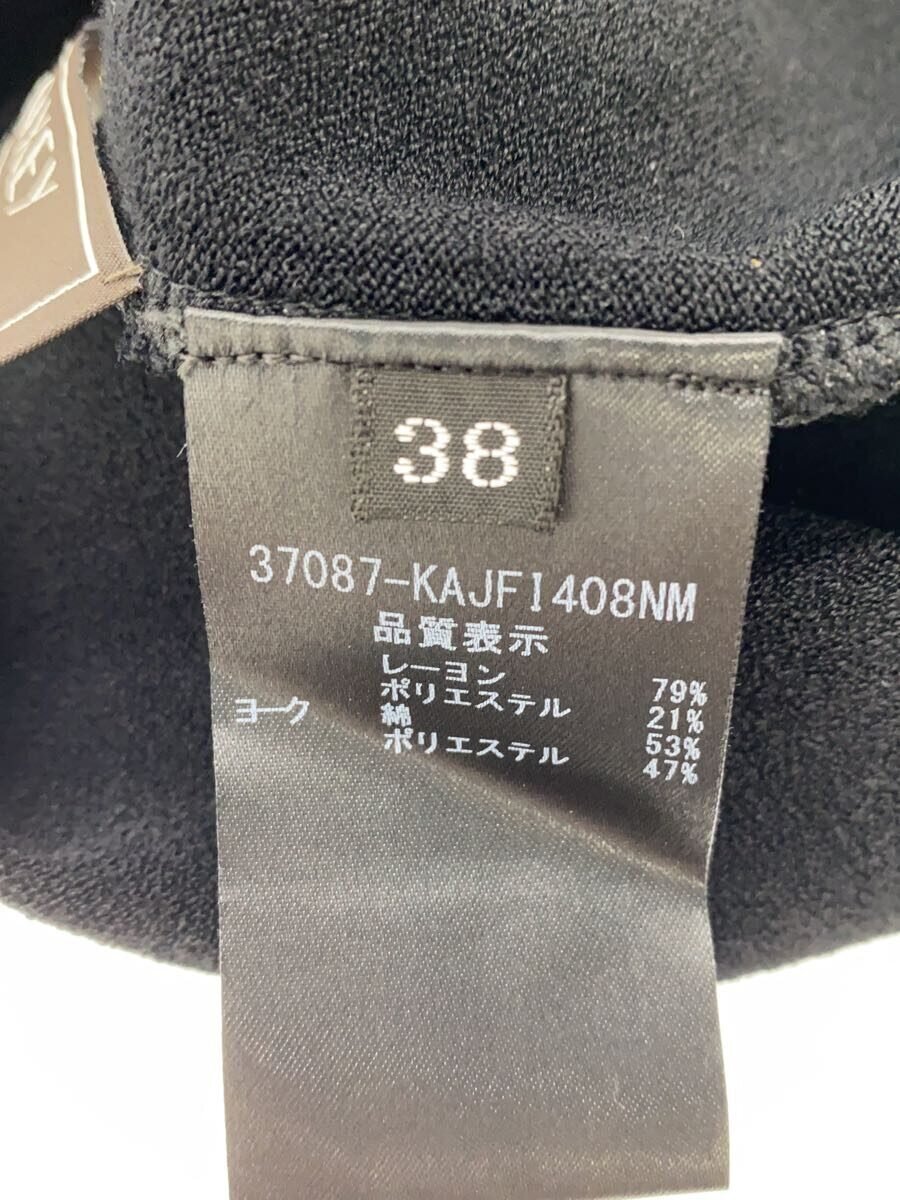 38
37087-KAJFI408NM
品質表示
レーヨン 79%
ポリエステル 21%
ヨーク 綿 53%
ポリエステル 47%